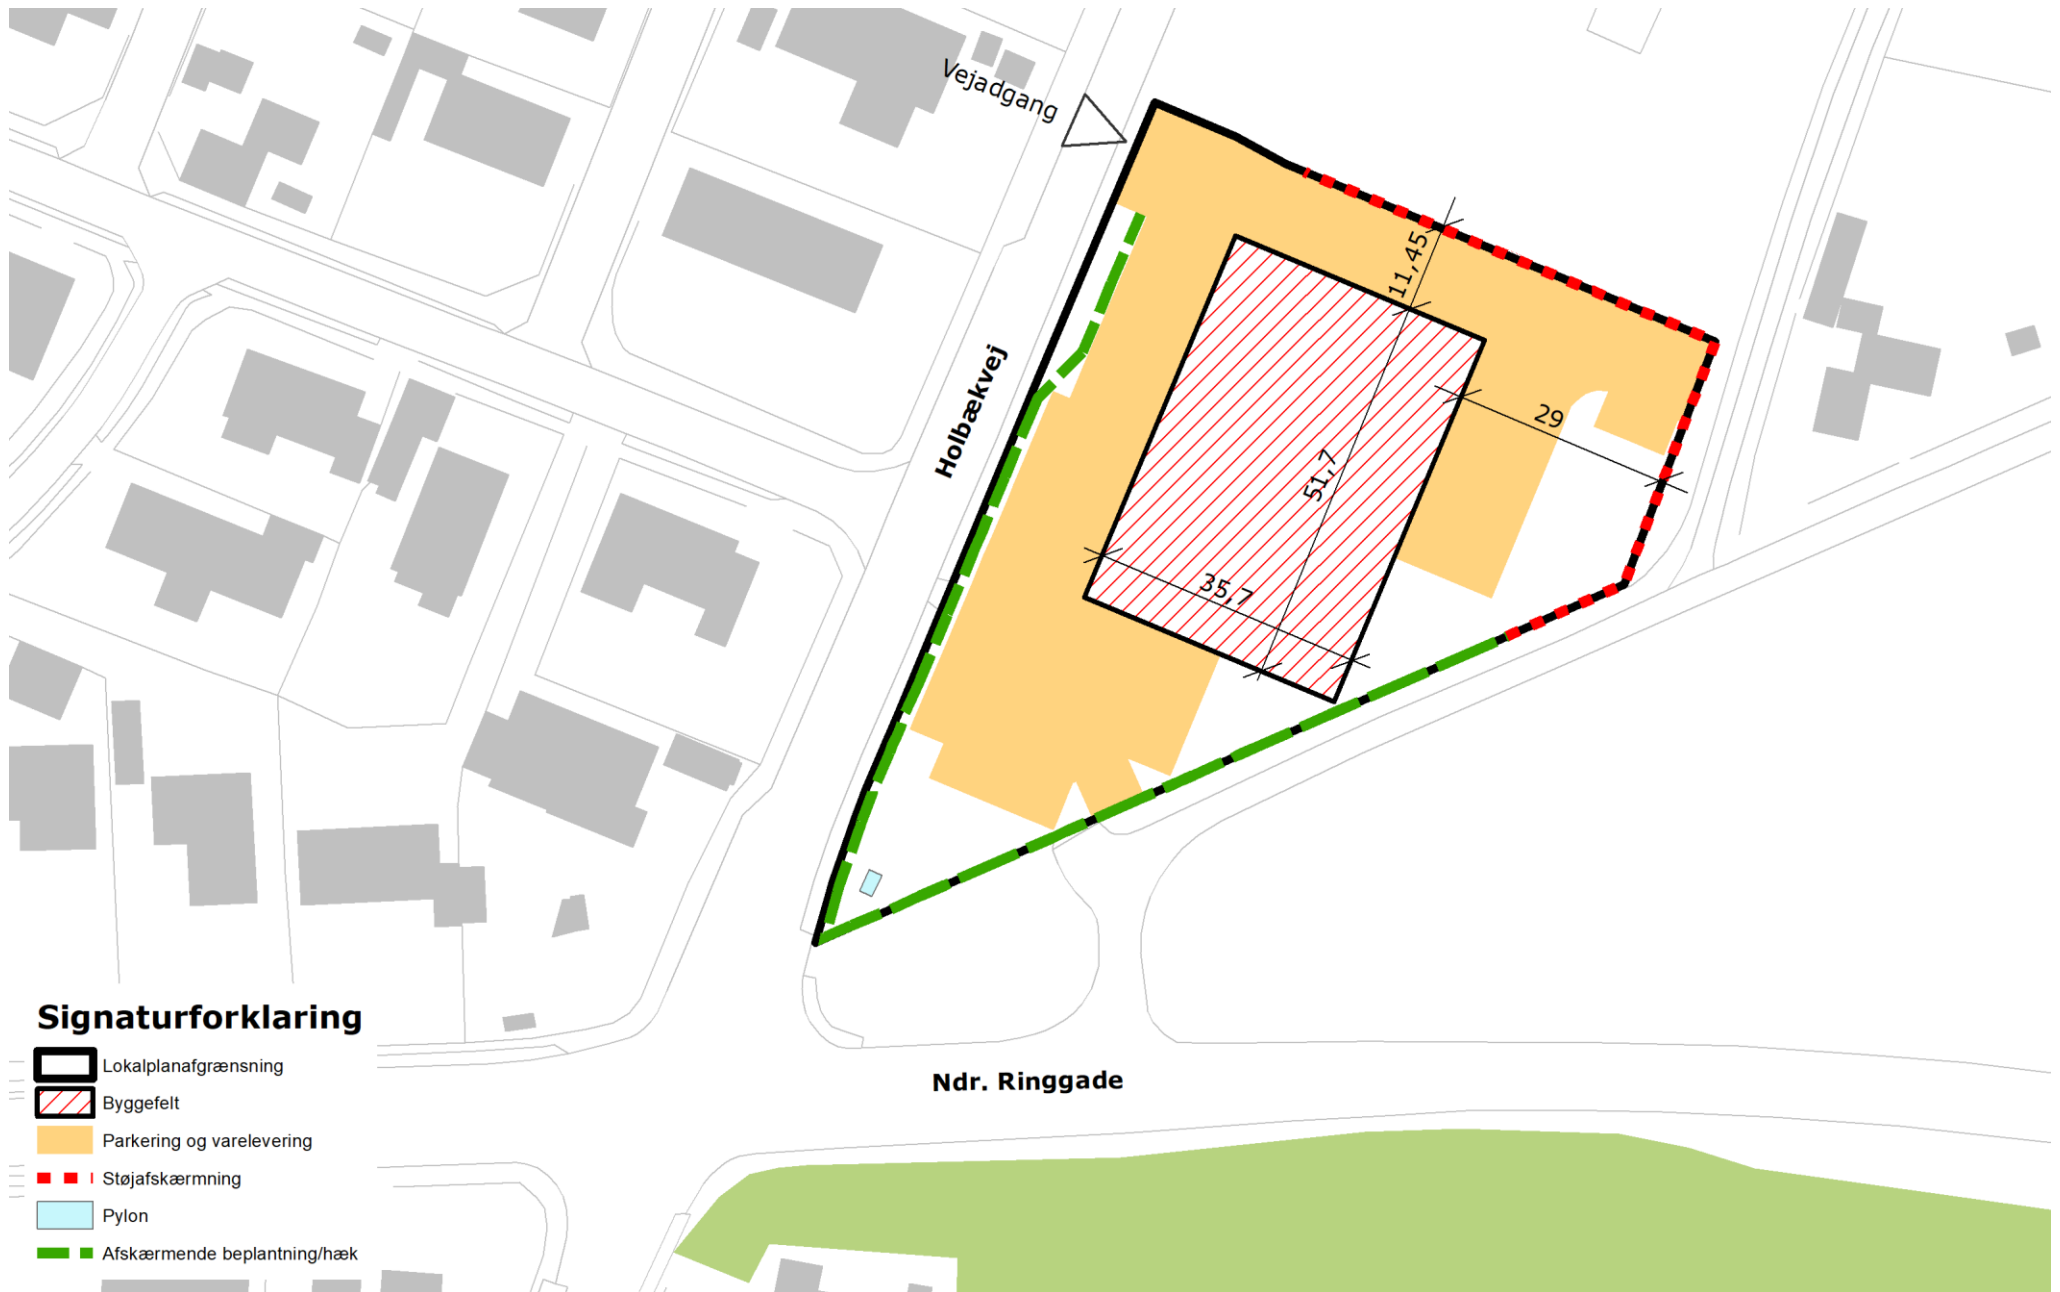 Vejadgang
11,45
29
Holbækvej
51,7
35,7
Signaturforklaring
Lokalplanafgrænsning
Byggefelt
Parkering og varelevering
Støjafskærmning
Pylon
Afskærmende beplantning/hæk
Ndr. Ringgade